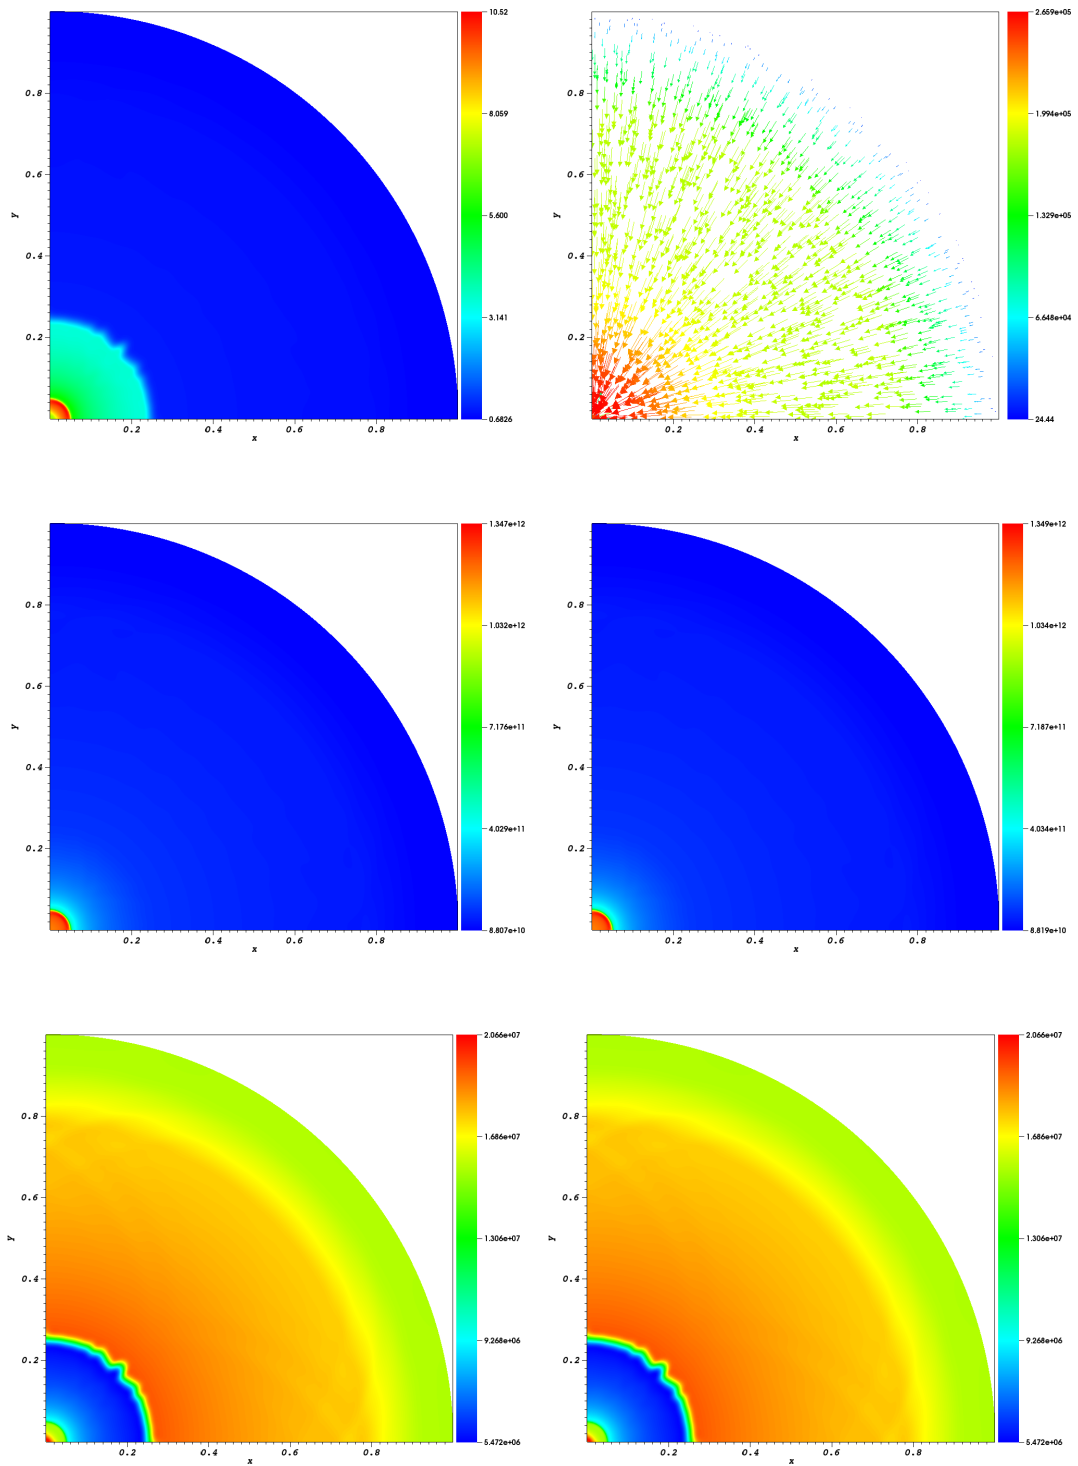 10.52
8.059
5.600
3.141
0.6826
0.8
0.6
0.4
0.2
y
0.2 0.4 0.6 0.8
x
2.659e+05
1.994e+05
1.329e+05
6.648e+04
24.44
0.8
0.6
0.4
0.2
y
0.2 0.4 0.6 0.8
x
1.347e+12
1.032e+12
7.176e+11
4.029e+11
8.807e+10
0.8
0.6
0.4
0.2
y
0.2 0.4 0.6 0.8
x
1.349e+12
1.034e+12
7.187e+11
4.034e+11
8.819e+10
0.8
0.6
0.4
0.2
y
0.2 0.4 0.6 0.8
x
2.066e+07
1.686e+07
1.306e+07
9.268e+06
5.472e+06
0.8
0.6
0.4
0.2
y
0.2 0.4 0.6 0.8
x
2.066e+07
1.686e+07
1.306e+07
9.268e+06
5.472e+06
0.8
0.6
0.4
0.2
y
0.2 0.4 0.6 0.8
x